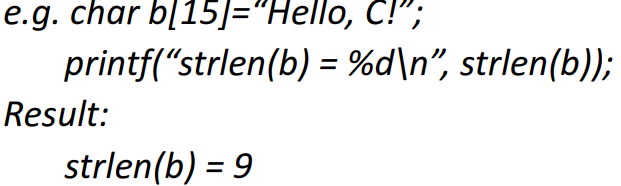 e.g. char b[15]=“Hello, C!”;
printf(“strlen(b) = %d\n”, strlen(b));
Result:
strlen(b) = 9